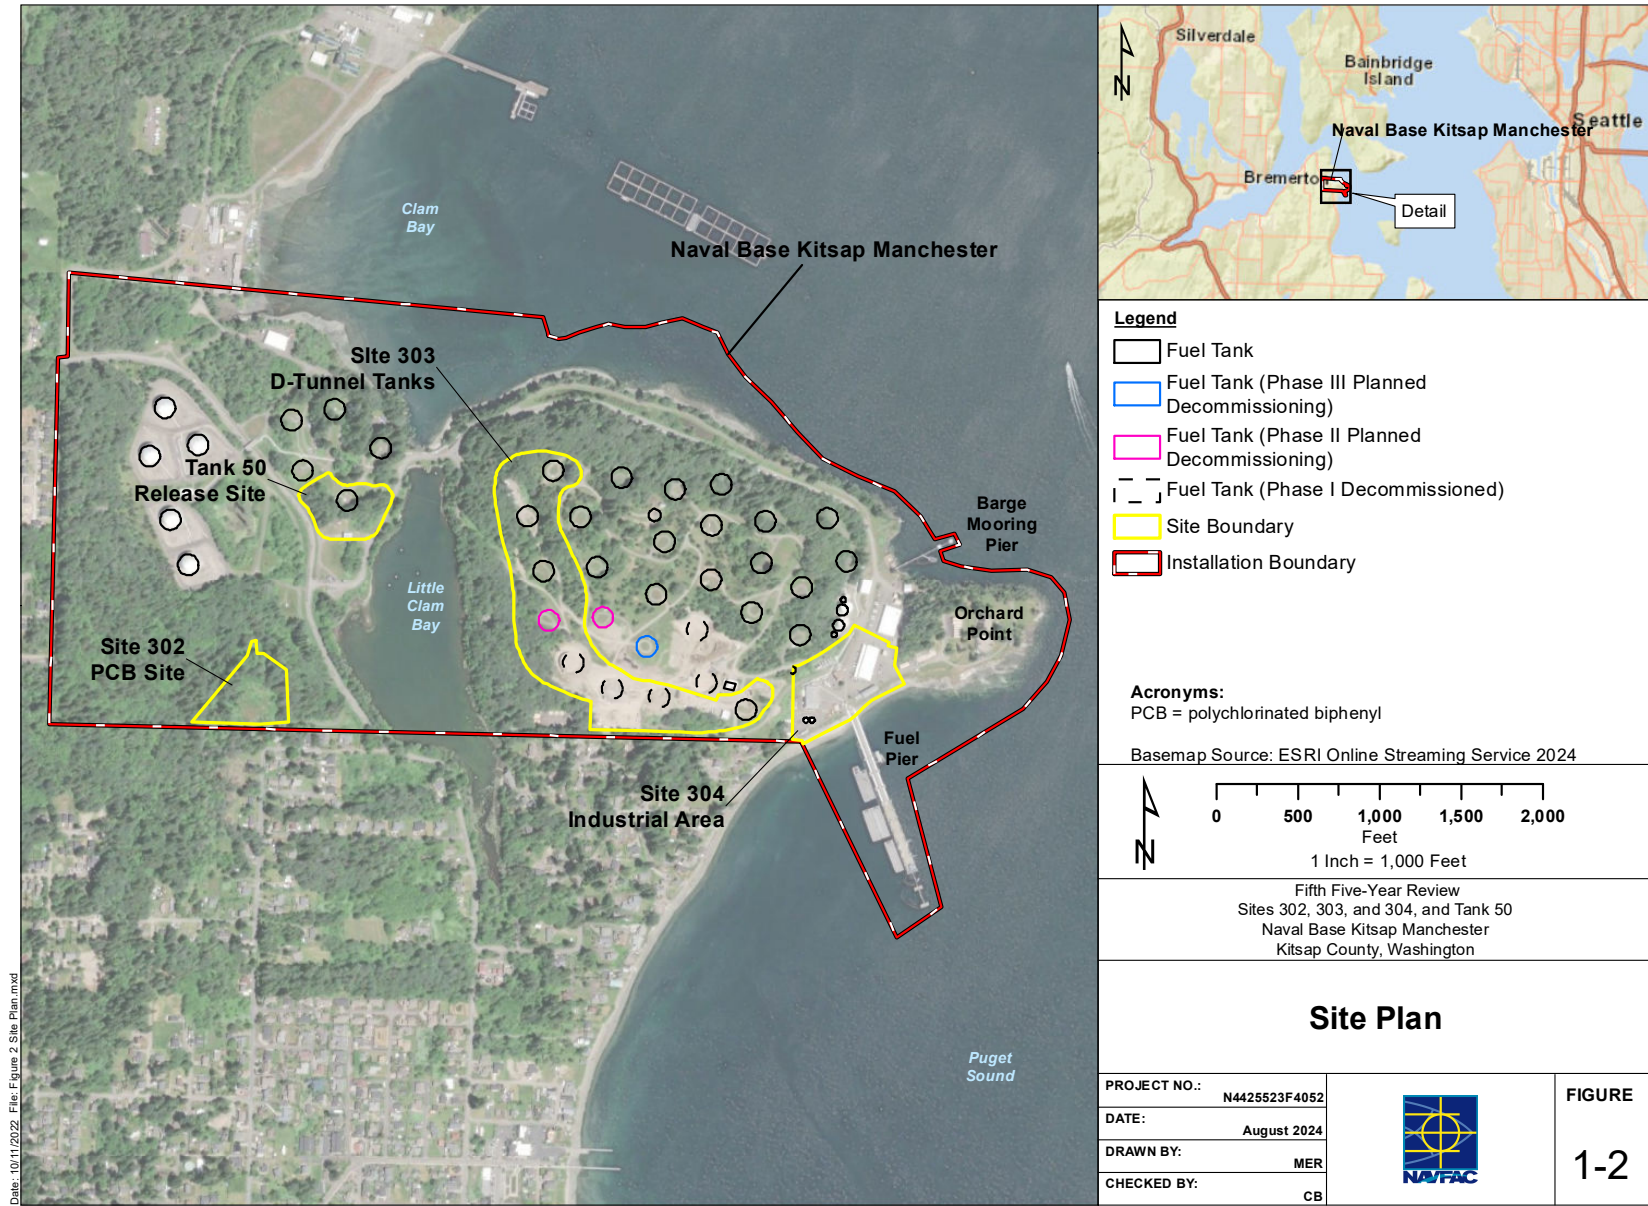 Clam
Bay
Naval Base Kitsap Manchester
SIte 303
D-Tunnel Tanks
Tank 50
Release Site
Barge
Mooring
Pier
Little
Clam
Bay
Orchard
Point
Site 302
PCB Site
Fuel
Pier
Site 304
Industrial Area
Puget
Sound
Date: 10/11/2022 File: Figure 2 Site Plan.mxd
N
Silverdale
Bainbridge
Island
Seattle
Naval Base Kitsap Manchester
Bremerto
Detail
Legend
Fuel Tank
Fuel Tank (Phase III Planned
Decommissioning)
Fuel Tank (Phase II Planned
Decommissioning)
Fuel Tank (Phase I Decommissioned)
Site Boundary
Installation Boundary
Acronyms:
PCB = polychlorinated biphenyl
Basemap Source: ESRI Online Streaming Service 2024
N
0 500 1,000 1,500 2,000
Feet
1 Inch = 1,000 Feet
Fifth Five-Year Review
Sites 302, 303, and 304, and Tank 50
Naval Base Kitsap Manchester
Kitsap County, Washington
Site Plan
PROJECT NO.:
N4425523F4052
DATE:
August 2024
DRAWN BY:
MER
CHECKED BY:
CB
NAVFAC
FIGURE
1-2